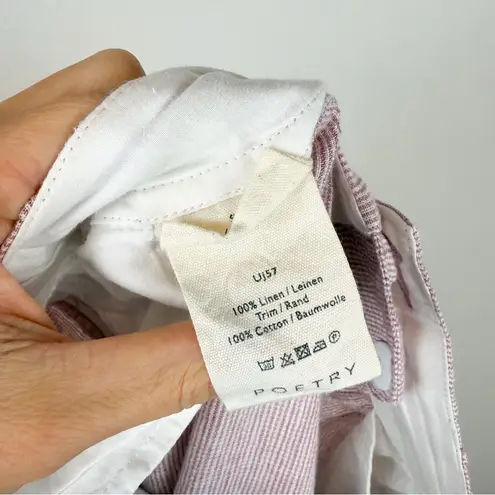 UJ57
100% Linen / Leinen
Trim / Rand
100% Cotton / Baumwolle
POETRY